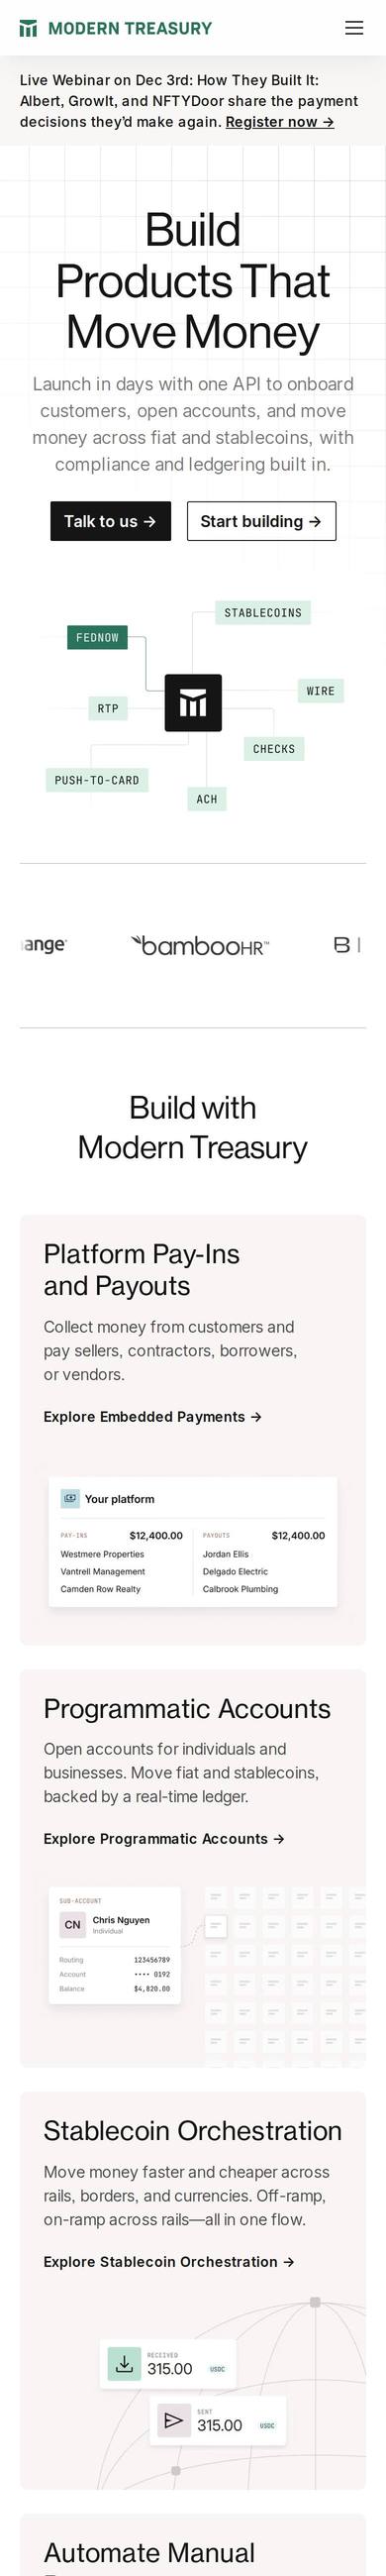 MODERN TREASURY
Live Webinar on Dec 3rd: How They Built It:
Albert, GrowIt, and NFTYDoor share the payment
decisions they'd make again. Register now →
Build
Products That
Move Money
Launch in days with one API to onboard
customers, open accounts, and move
money across fiat and stablecoins, with
compliance and ledgering built in.
Talk to us →
Start building →
STABLECOINS
FEDNOW
WIRE
RTP
CHECKS
PUSH-TO-CARD
ACH
ange
bambooHR™
B
Build with
Modern Treasury
Platform Pay-Ins
and Payouts
Collect money from customers and
pay sellers, contractors, borrowers,
or vendors.
Explore Embedded Payments →
Your platform
PAY-INS $12,400.00
PAYOUTS $12,400.00
Westmere Properties
Jordan Ellis
Vantrell Management
Delgado Electric
Camden Row Realty
Calbrook Plumbing
Programmatic Accounts
Open accounts for individuals and
businesses. Move fiat and stablecoins,
backed by a real-time ledger.
Explore Programmatic Accounts →
SUB-ACCOUNT
CN
Chris Nguyen
Individual
Routing 123456789
Account •••• 0192
Balance $4,820.00
Stablecoin Orchestration
Move money faster and cheaper across
rails, borders, and currencies. Off-ramp,
on-ramp across rails—all in one flow.
Explore Stablecoin Orchestration →
RECEIVED
315.00 USDC
SENT
315.00 USDC
Automate Manual